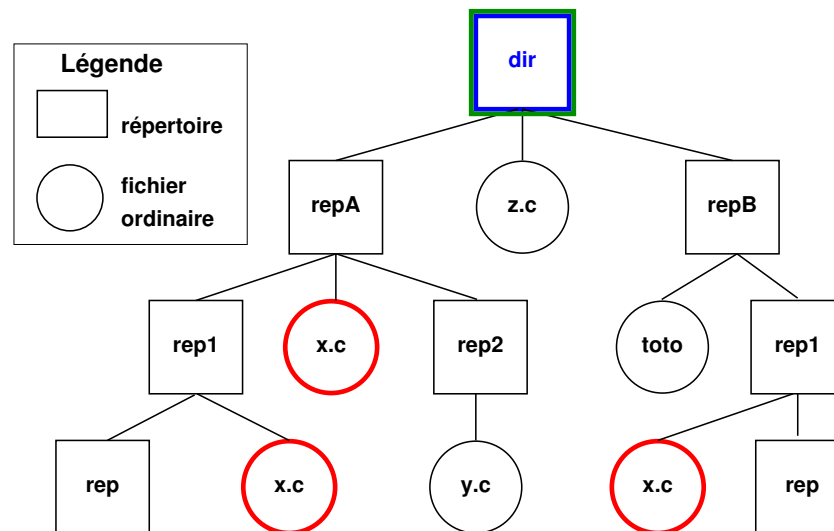 dir
Légende
répertoire
fichier
ordinaire
repA
z.c
repB
rep1
x.c
rep2
toto
rep1
rep
x.c
y.c
x.c
rep